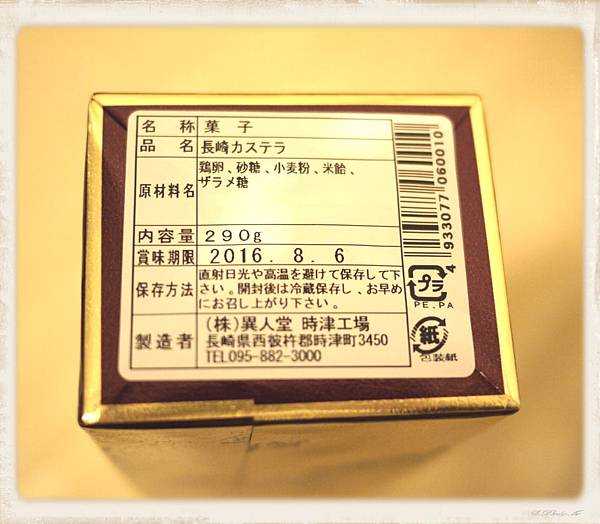 名 称 菓 子
品 名 長崎カステラ
原材料名 鶏卵、砂糖、小麦粉、米飴、
ザラメ糖
内容量 290g
賞味期限 2016. 8. 6
保存方法 直射日光や高温を避けて保存して下
さい。開封後は冷蔵保存し、お早め
にお召し上がり下さい。
製造者 (株)異人堂 時津工場
長崎県西彼杵郡時津町3450
TEL095-882-3000
4 933077 060010
プラ
PE,PA
紙
包装紙